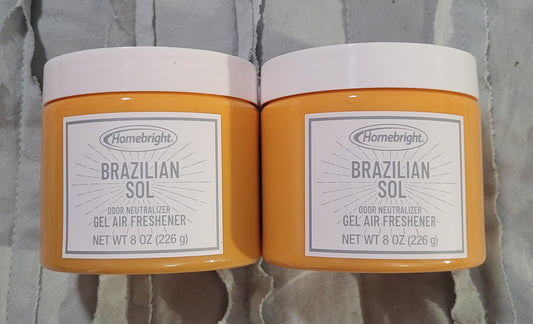 Homebright.
BRAZILIAN
SOL
ODOR NEUTRALIZER
GEL AIR FRESHENER
NET WT 8 OZ (226 g)
Homebright.
BRAZILIAN
SOL
ODOR NEUTRALIZER
GEL AIR FRESHENER
NET WT 8 OZ (226 g)